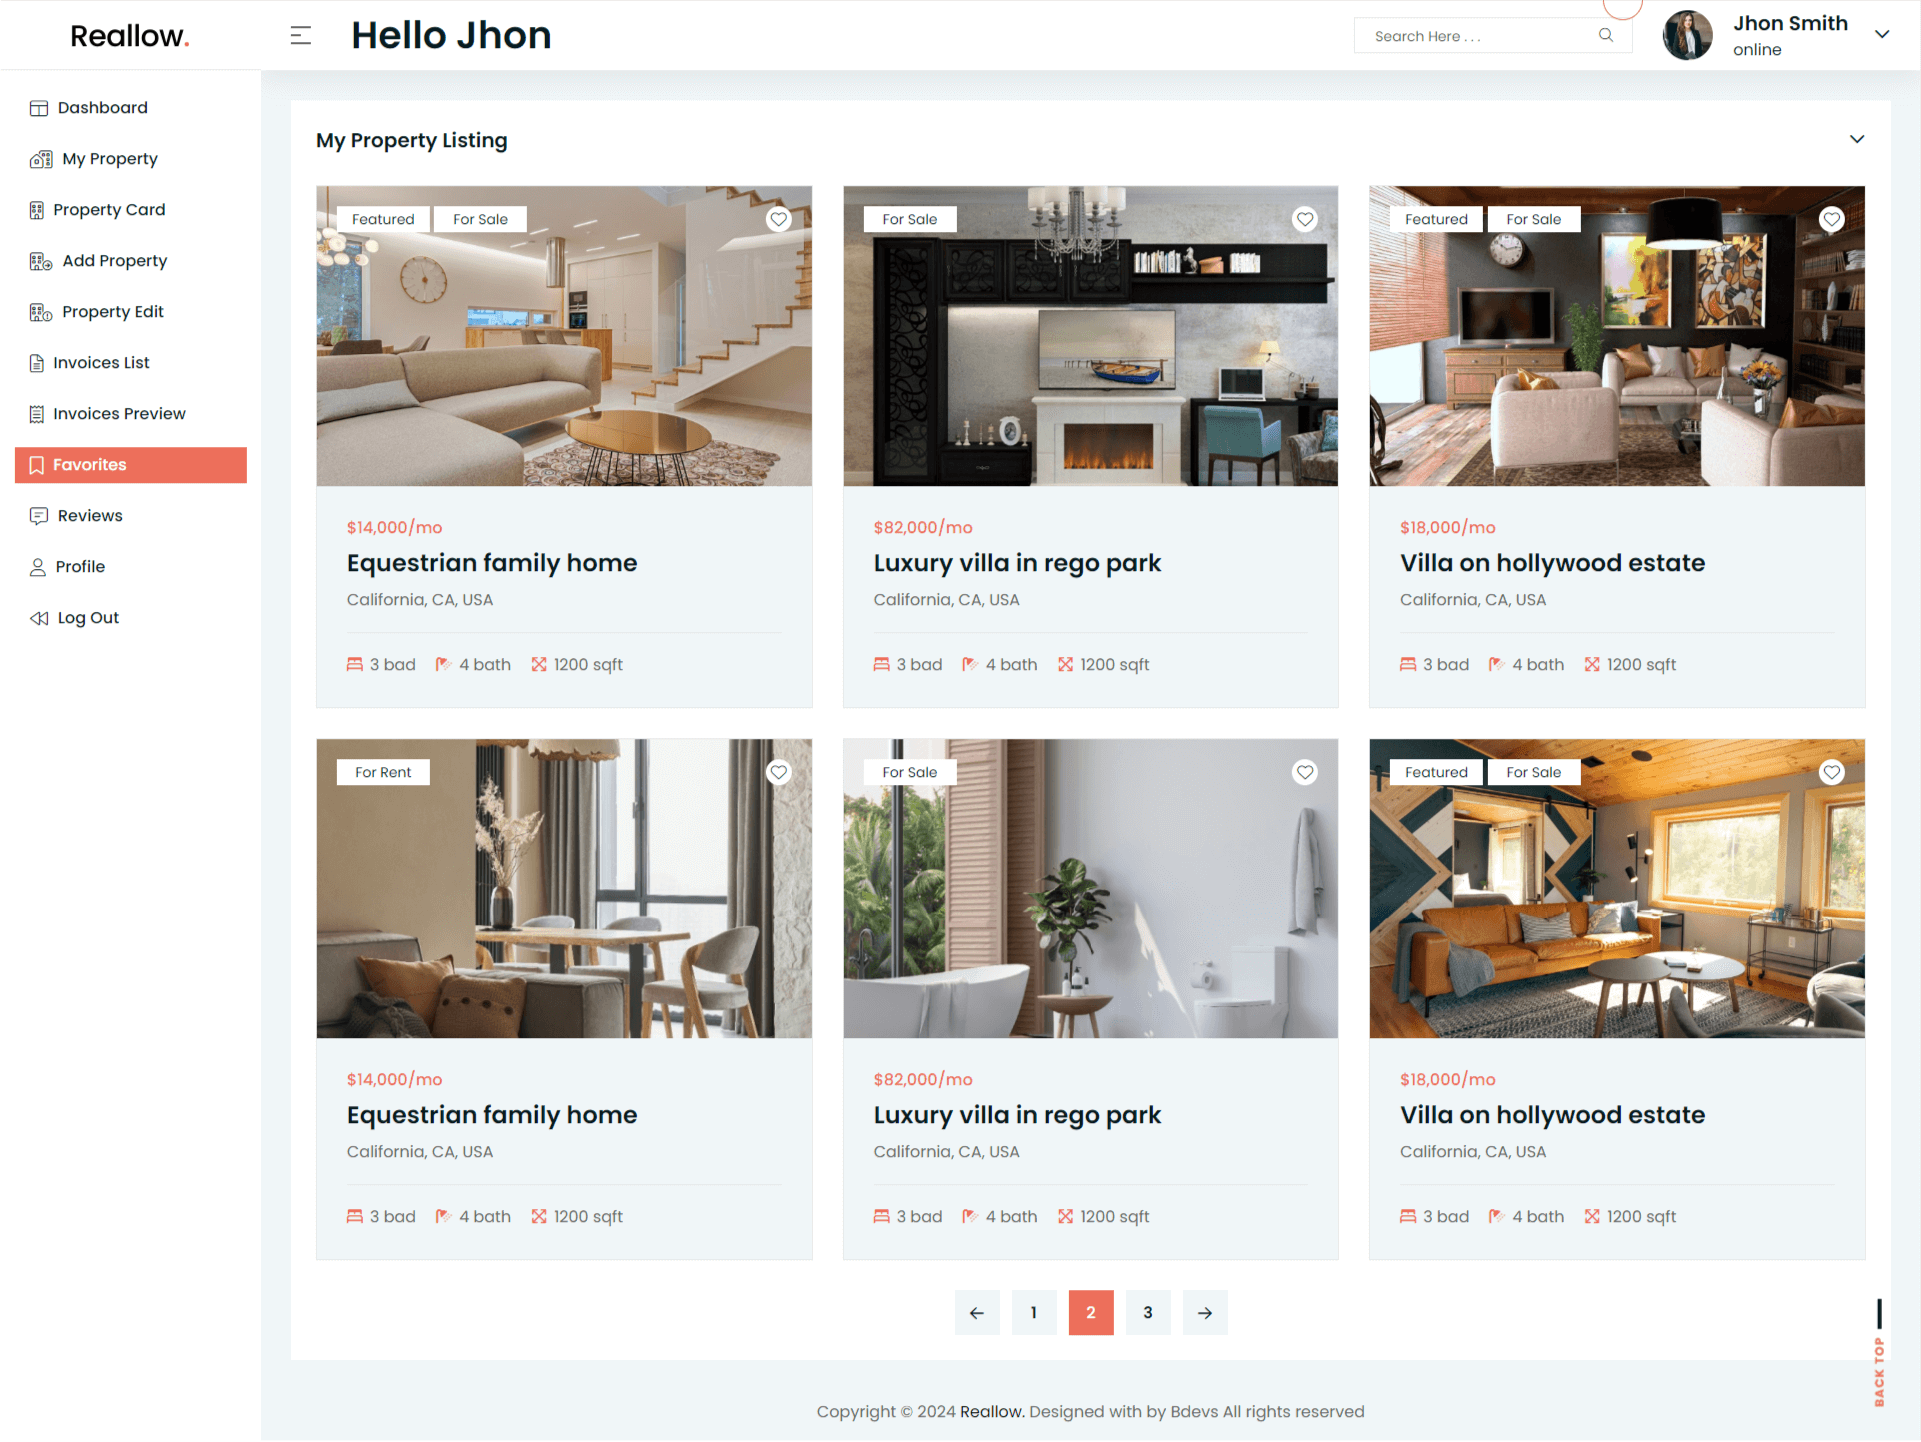 Reallow.
Hello Jhon
Search Here . . .
Jhon Smith
online
Dashboard
My Property
Property Card
Add Property
Property Edit
Invoices List
Invoices Preview
Favorites
Reviews
Profile
Log Out
My Property Listing
Featured For Sale
For Sale
Featured For Sale
$14,000/mo
Equestrian family home
California, CA, USA
3 bad 4 bath 1200 sqft
$82,000/mo
Luxury villa in rego park
California, CA, USA
3 bad 4 bath 1200 sqft
$18,000/mo
Villa on hollywood estate
California, CA, USA
3 bad 4 bath 1200 sqft
For Rent
For Sale
Featured For Sale
$14,000/mo
Equestrian family home
California, CA, USA
3 bad 4 bath 1200 sqft
$82,000/mo
Luxury villa in rego park
California, CA, USA
3 bad 4 bath 1200 sqft
$18,000/mo
Villa on hollywood estate
California, CA, USA
3 bad 4 bath 1200 sqft
1 2 3
BACK TOP
Copyright © 2024 Reallow. Designed with by Bdevs All rights reserved